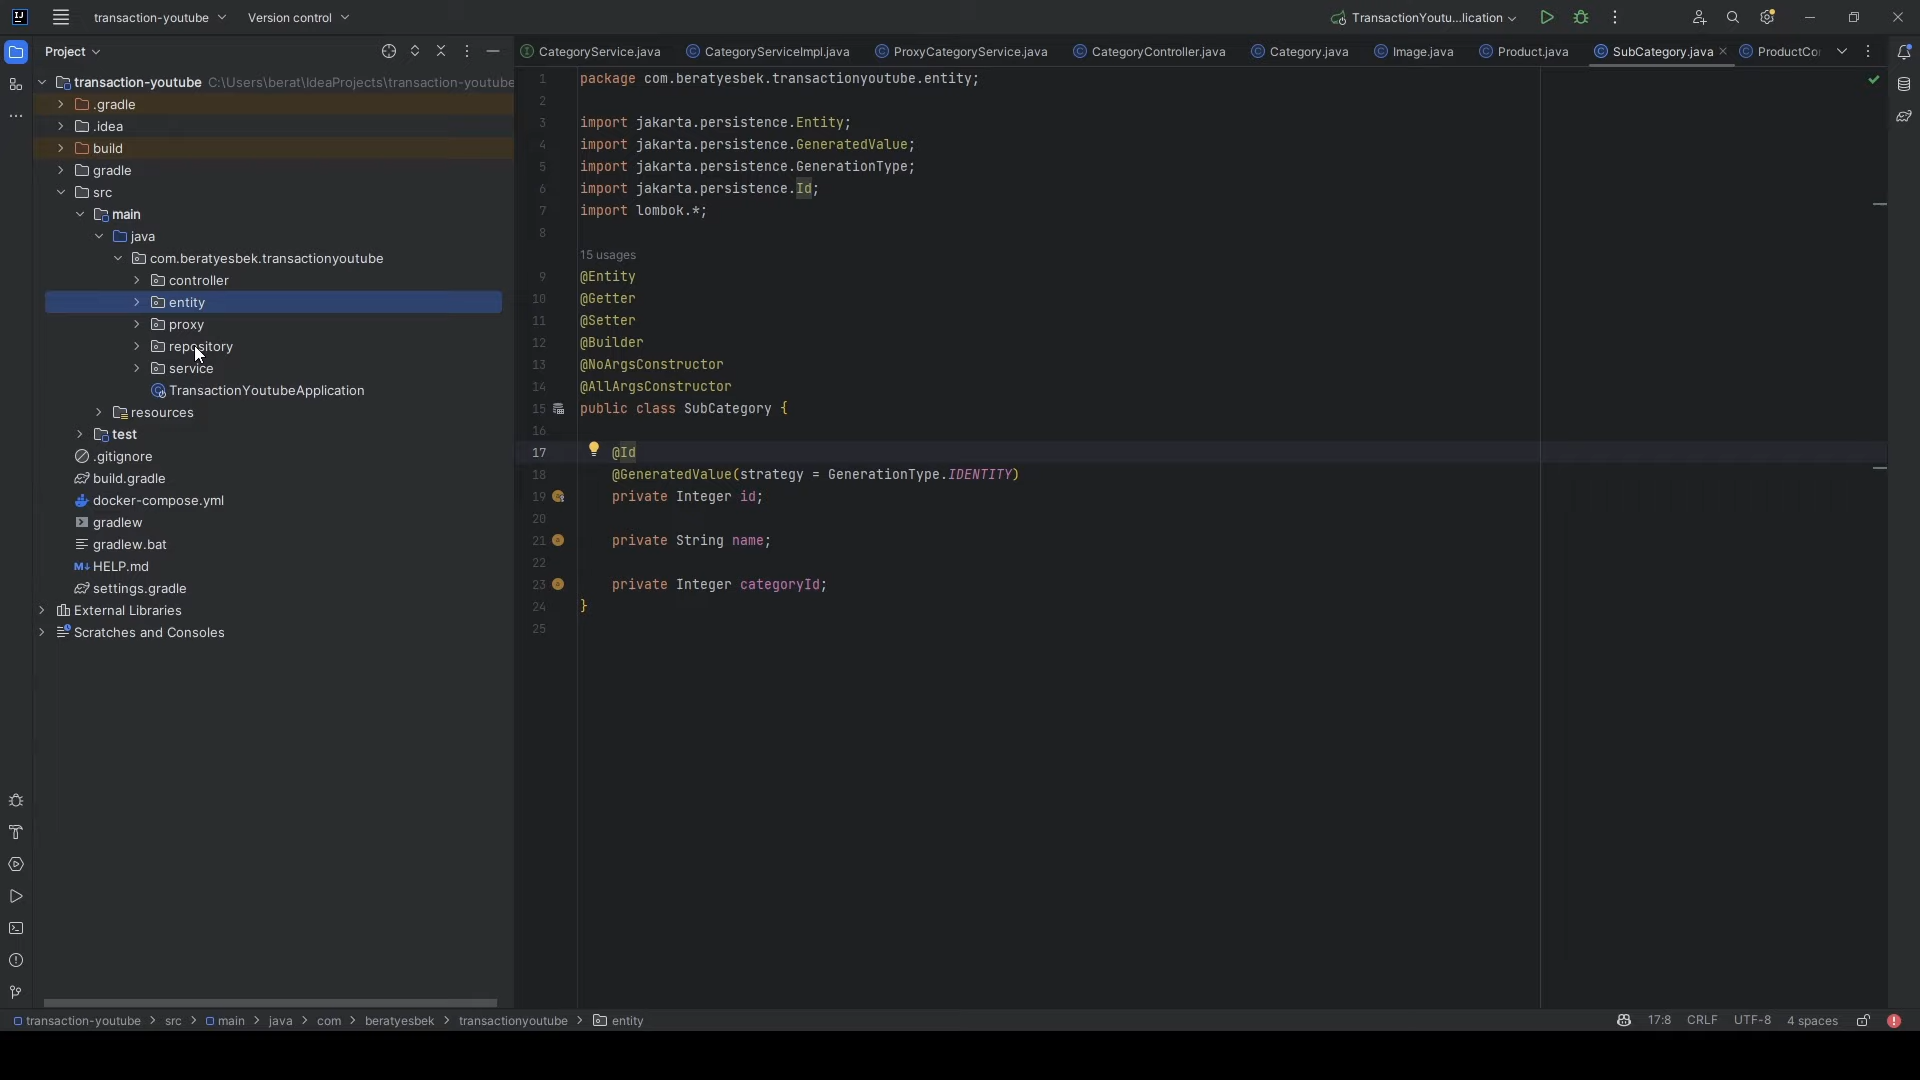 transaction-youtube
Version control
TransactionYoutu...lication
Project
CategoryService.java
CategoryServiceImpl.java
ProxyCategoryService.java
CategoryController.java
Category.java
Image.java
Product.java
SubCategory.java
ProductCo
transaction-youtube C:\Users\berat\IdeaProjects\transaction-youtube
.gradle
.idea
build
gradle
src
main
java
com.beratyesbek.transactionyoutube
controller
entity
proxy
repository
service
TransactionYoutubeApplication
resources
test
.gitignore
build.gradle
docker-compose.yml
gradlew
gradlew.bat
HELP.md
settings.gradle
External Libraries
Scratches and Consoles
1 package com.beratyesbek.transactionyoutube.entity;
2
3 import jakarta.persistence.Entity;
4 import jakarta.persistence.GeneratedValue;
5 import jakarta.persistence.GenerationType;
6 import jakarta.persistence.Id;
7 import lombok.*;
8
15 usages
9 @Entity
10 @Getter
11 @Setter
12 @Builder
13 @NoArgsConstructor
14 @AllArgsConstructor
15 public class SubCategory {
16
17 @Id
18 @GeneratedValue(strategy = GenerationType.IDENTITY)
19 private Integer id;
20
21 private String name;
22
23 private Integer categoryId;
24 }
25
transaction-youtube > src > main > java > com > beratyesbek > transactionyoutube > entity
17:8 CRLF UTF-8 4 spaces